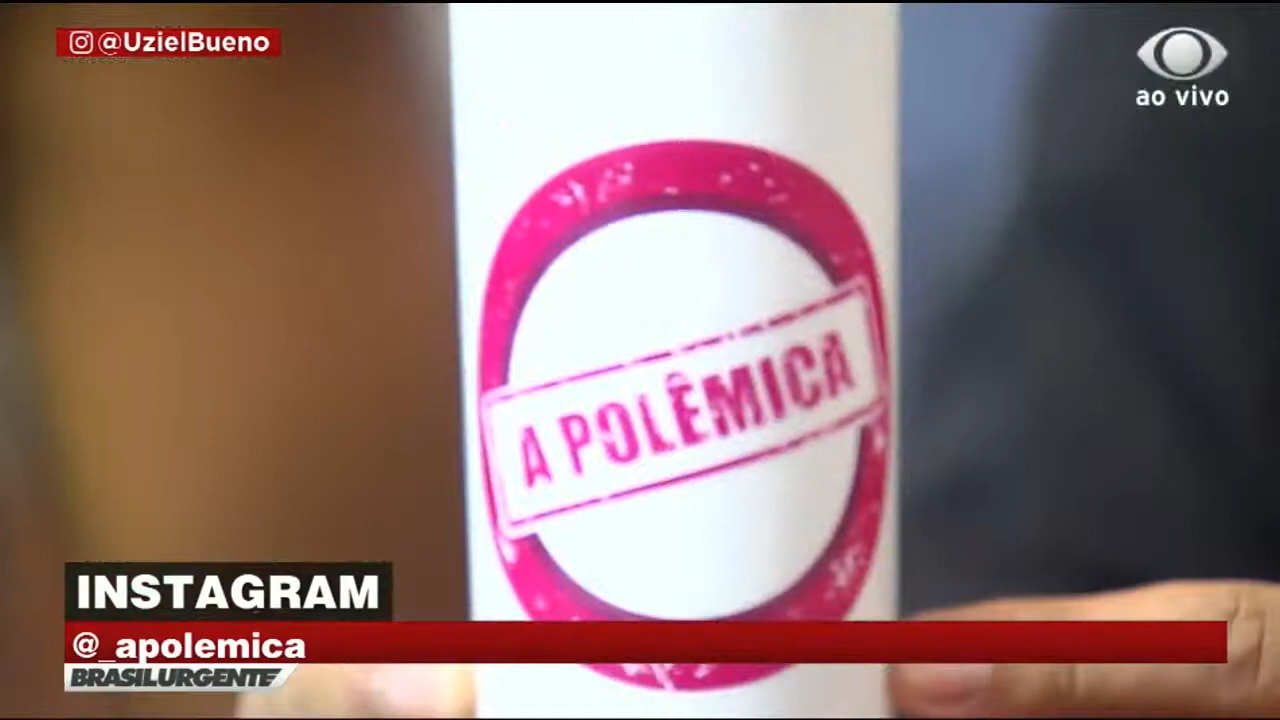 @UzielBueno
ao vivo
A POLÊMICA
INSTAGRAM
@_apolemica
BRASILURGENTE